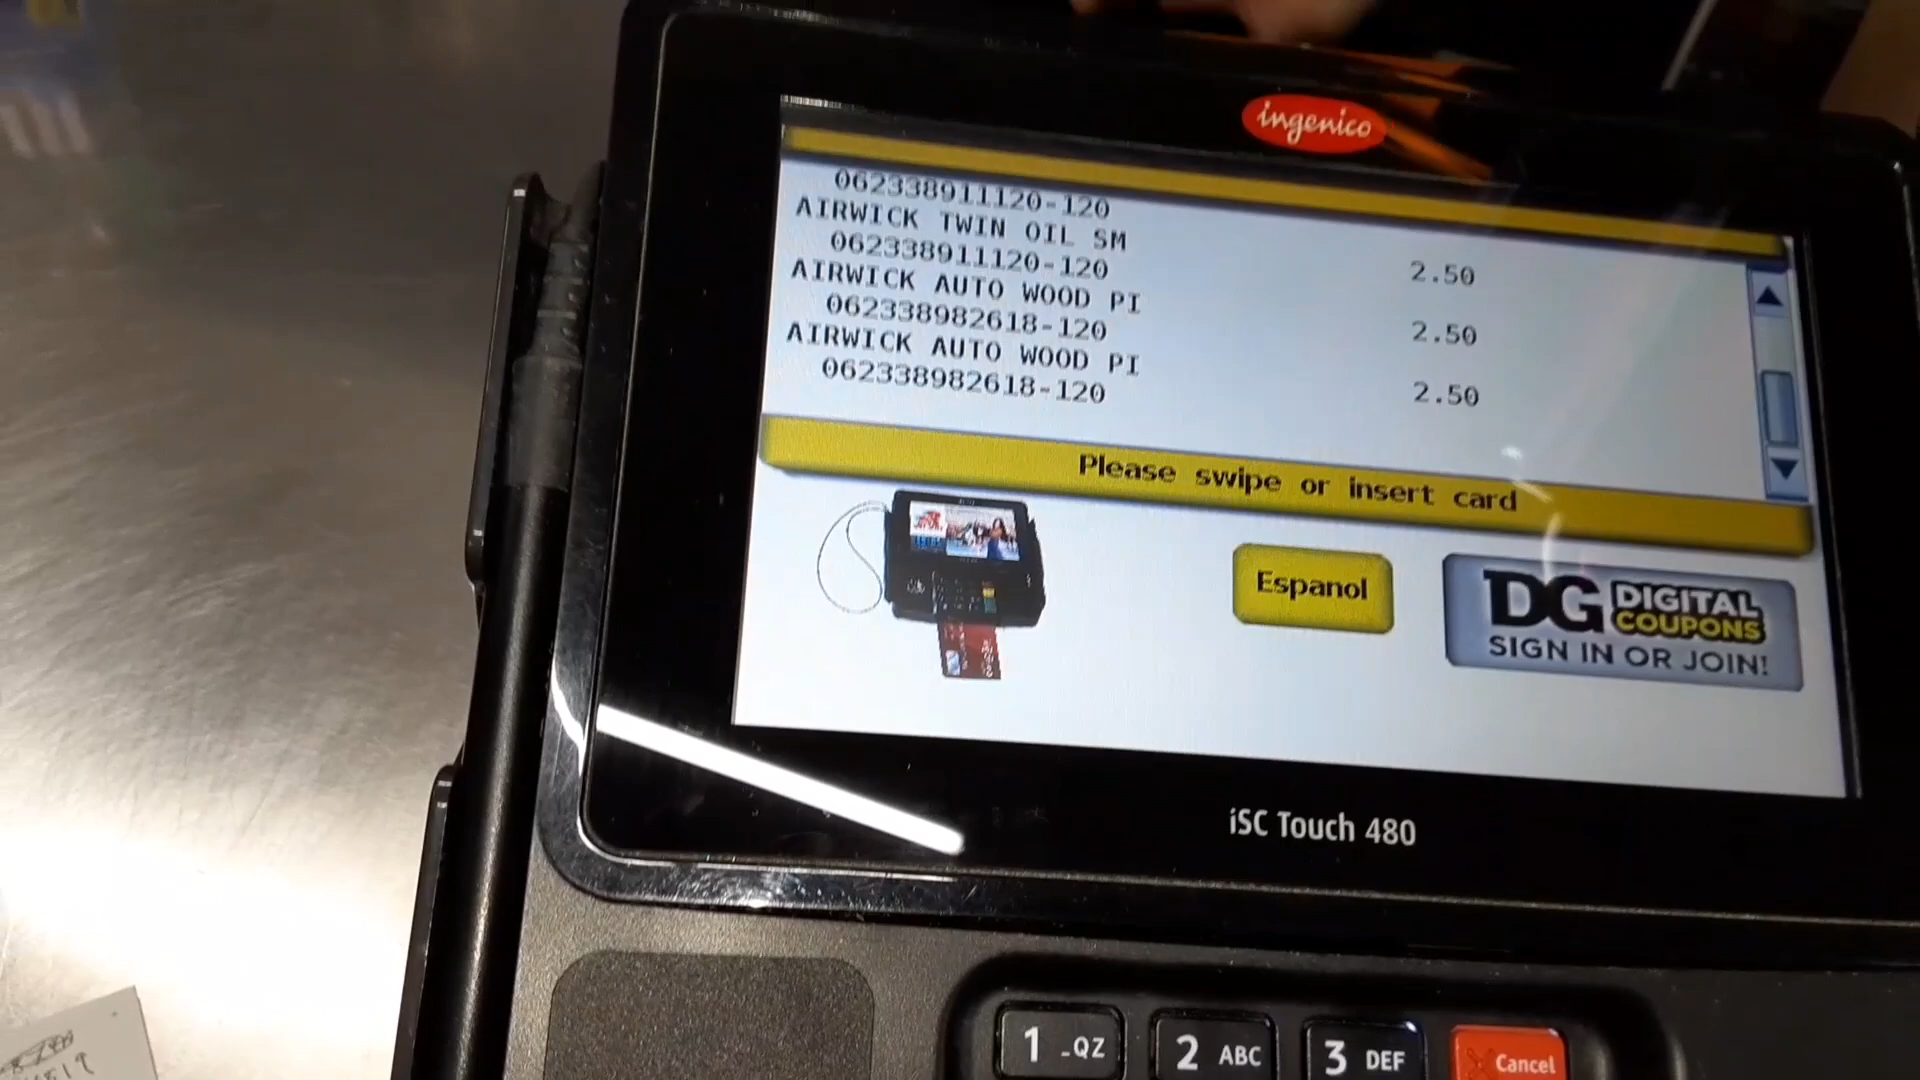 ingenico
062338911120-120
AIRWICK TWIN OIL SM
062338911120-120 2.50
AIRWICK AUTO WOOD PI
062338982618-120 2.50
AIRWICK AUTO WOOD PI
062338982618-120 2.50
Please swipe or insert card
Espanol
DG DIGITAL
COUPONS
SIGN IN OR JOIN!
iSC Touch 480
1 -QZ 2 ABC 3 DEF Cancel